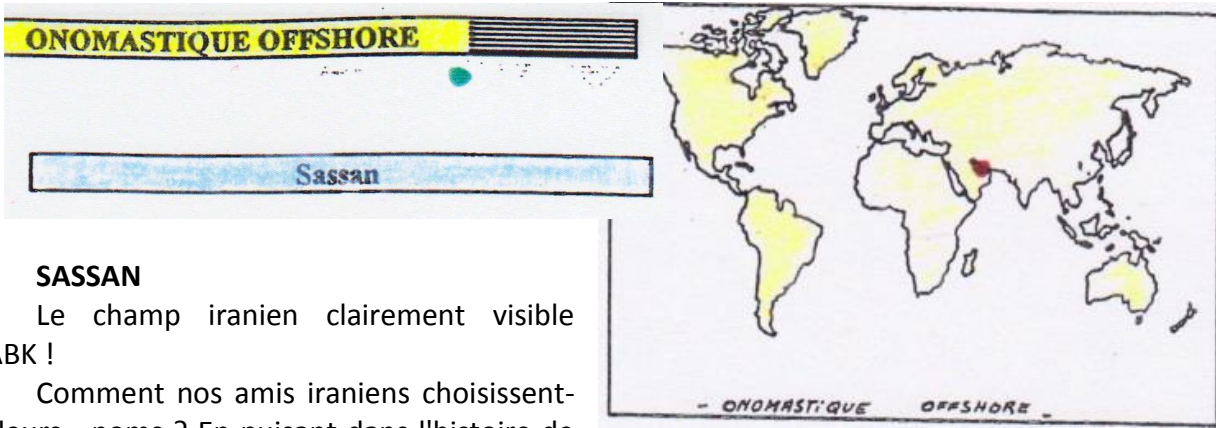 ONOMASTIQUE OFFSHORE
Sassan
SASSAN
Le champ iranien clairement visible
ABK !
Comment nos amis iraniens choisissent-
leurs noms ? En puisant dans l'histoire de
- ONOMASTIQUE OFFSHORE -